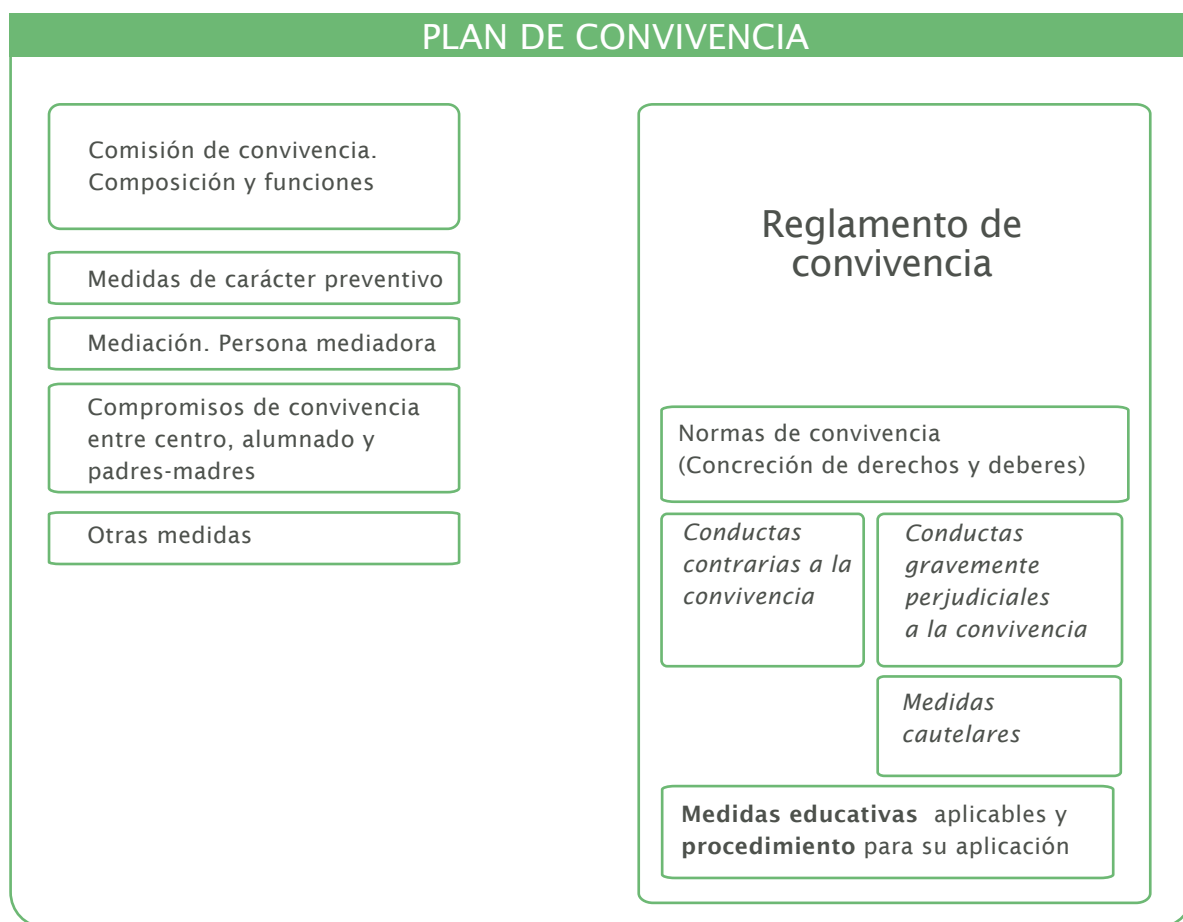 PLAN DE CONVIVENCIA
Comisión de convivencia.
Composición y funciones
Medidas de carácter preventivo
Mediación. Persona mediadora
Compromisos de convivencia
entre centro, alumnado y
padres-madres
Otras medidas
Reglamento de
convivencia
Normas de convivencia
(Concreción de derechos y deberes)
Conductas
contrarias a la
convivencia
Conductas
gravemente
perjudiciales
a la convivencia
Medidas
cautelares
Medidas educativas aplicables y
procedimiento para su aplicación